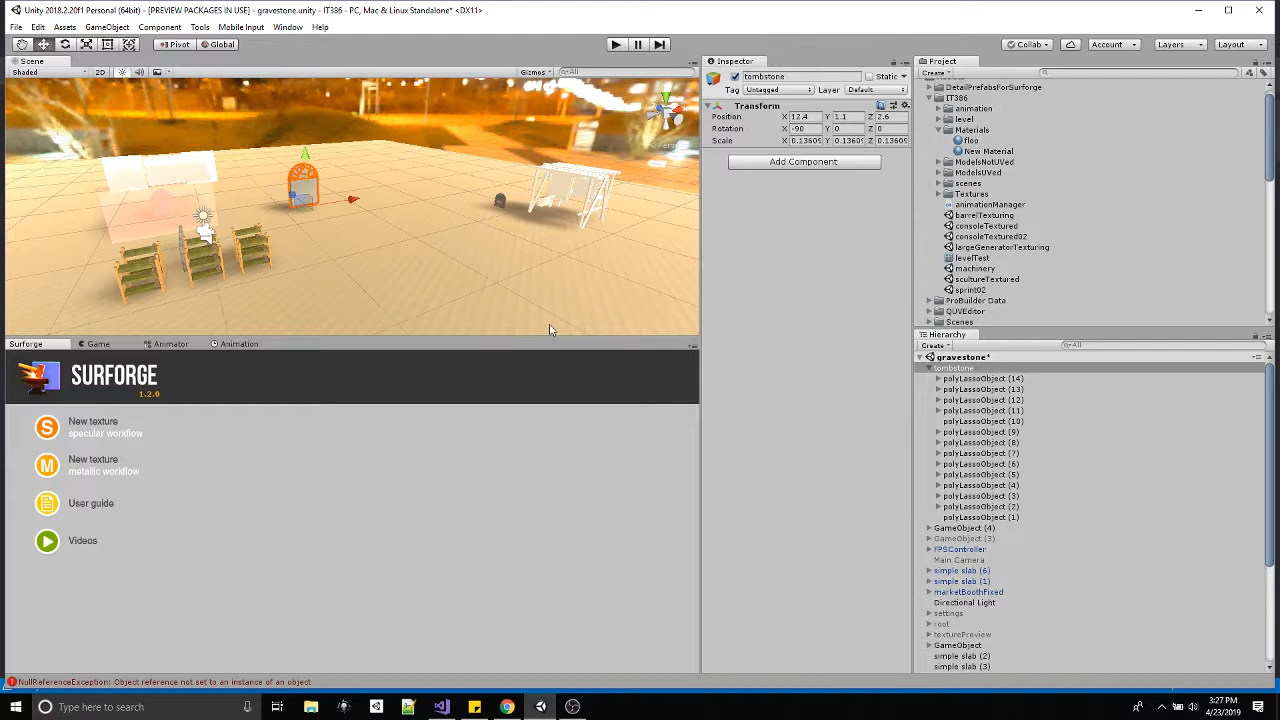 Unity 2018.2.20f1 Personal (64bit) - [PREVIEW PACKAGES IN USE] - gravestone.unity - IT386 - PC, Mac & Linux Standalone* <DX11>
File Edit Assets GameObject Component Tools Mobile Input Window Help
Pivot Global Collab Account Layers Layout
Scene
Shaded 2D Gizmos All
Inspector
tombstone Static
Tag Untagged Layer Default
Transform
Position X 12.4 Y 1.1 Z 2.6
Rotation X -90 Y 0 Z 0
Scale X 0.13609 Y 0.13609 Z 0.13609
Add Component
Project
Create
DetailPrefabsForSurforge
IT386
animation
level
Materials
floo
New Material
ModelsNotUVed
ModelsUVed
scenes
Textures
animationManager
barrelTexturing
consoleTextured
consoleTextured02
largeGeneratorTexturing
levelTest
machinery
scultureTextured
sprint02
ProBuilder Data
QUVEditor
Scenes
Hierarchy
Create All
gravestone*
tombstone
polyLassoObject (14)
polyLassoObject (13)
polyLassoObject (12)
polyLassoObject (11)
polyLassoObject (10)
polyLassoObject (9)
polyLassoObject (8)
polyLassoObject (7)
polyLassoObject (6)
polyLassoObject (5)
polyLassoObject (4)
polyLassoObject (3)
polyLassoObject (2)
polyLassoObject (1)
GameObject (4)
GameObject (3)
FPSController
Main Camera
simple slab (6)
simple slab (1)
marketBoothFixed
Directional Light
settings
root
texturePreview
GameObject
simple slab (2)
simple slab (3)
Surforge Game Animator Animation
SURFORGE
1.2.0
S New texture
specular workflow
M New texture
metallic workflow
User guide
Videos
NullReferenceException: Object reference not set to an instance of an object
Type here to search
3:27 PM
4/23/2019